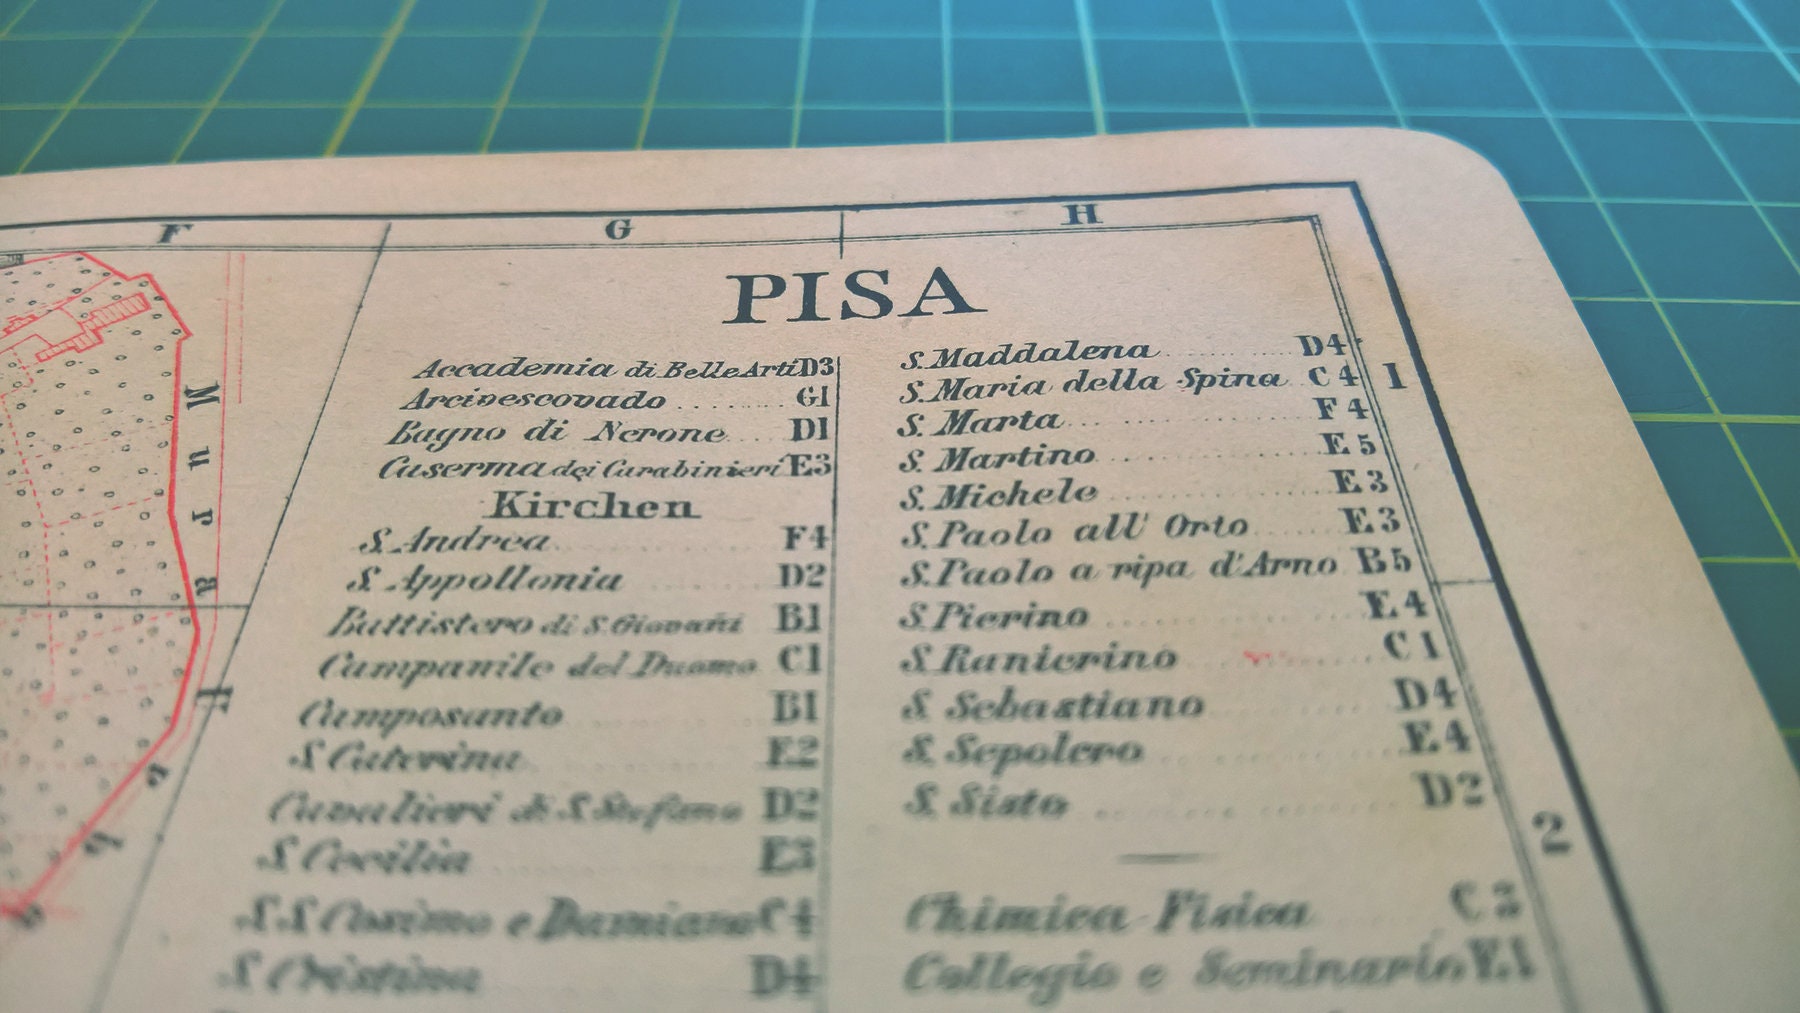 F G H
PISA
Accademia di Belle Arti D3
Arcivescovado G1
Bagno di Nerone D1
Caserma dei Carabinieri E3
Kirchen
S. Andrea F4
S. Appollonia D2
Battistero di S. Giovañi B1
Campanile del Duomo C1
Camposanto B1
S. Caterina E2
Cavalieri di S. Stefano D2
S. Cecilia E3
S.S. Cosimo e Damiano C4
S. Cristina D4
S. Maddalena D4
S. Maria della Spina C4
S. Marta F4
S. Martino E5
S. Michele E3
S. Paolo all' Orto E3
S. Paolo a ripa d'Arno B5
S. Pierino E4
S. Ranierino C1
S. Sebastiano D4
S. Sepolcro E4
S. Sisto D2
Chimica Fisica C3
Collegio e Seminario E1
1
2
Mura